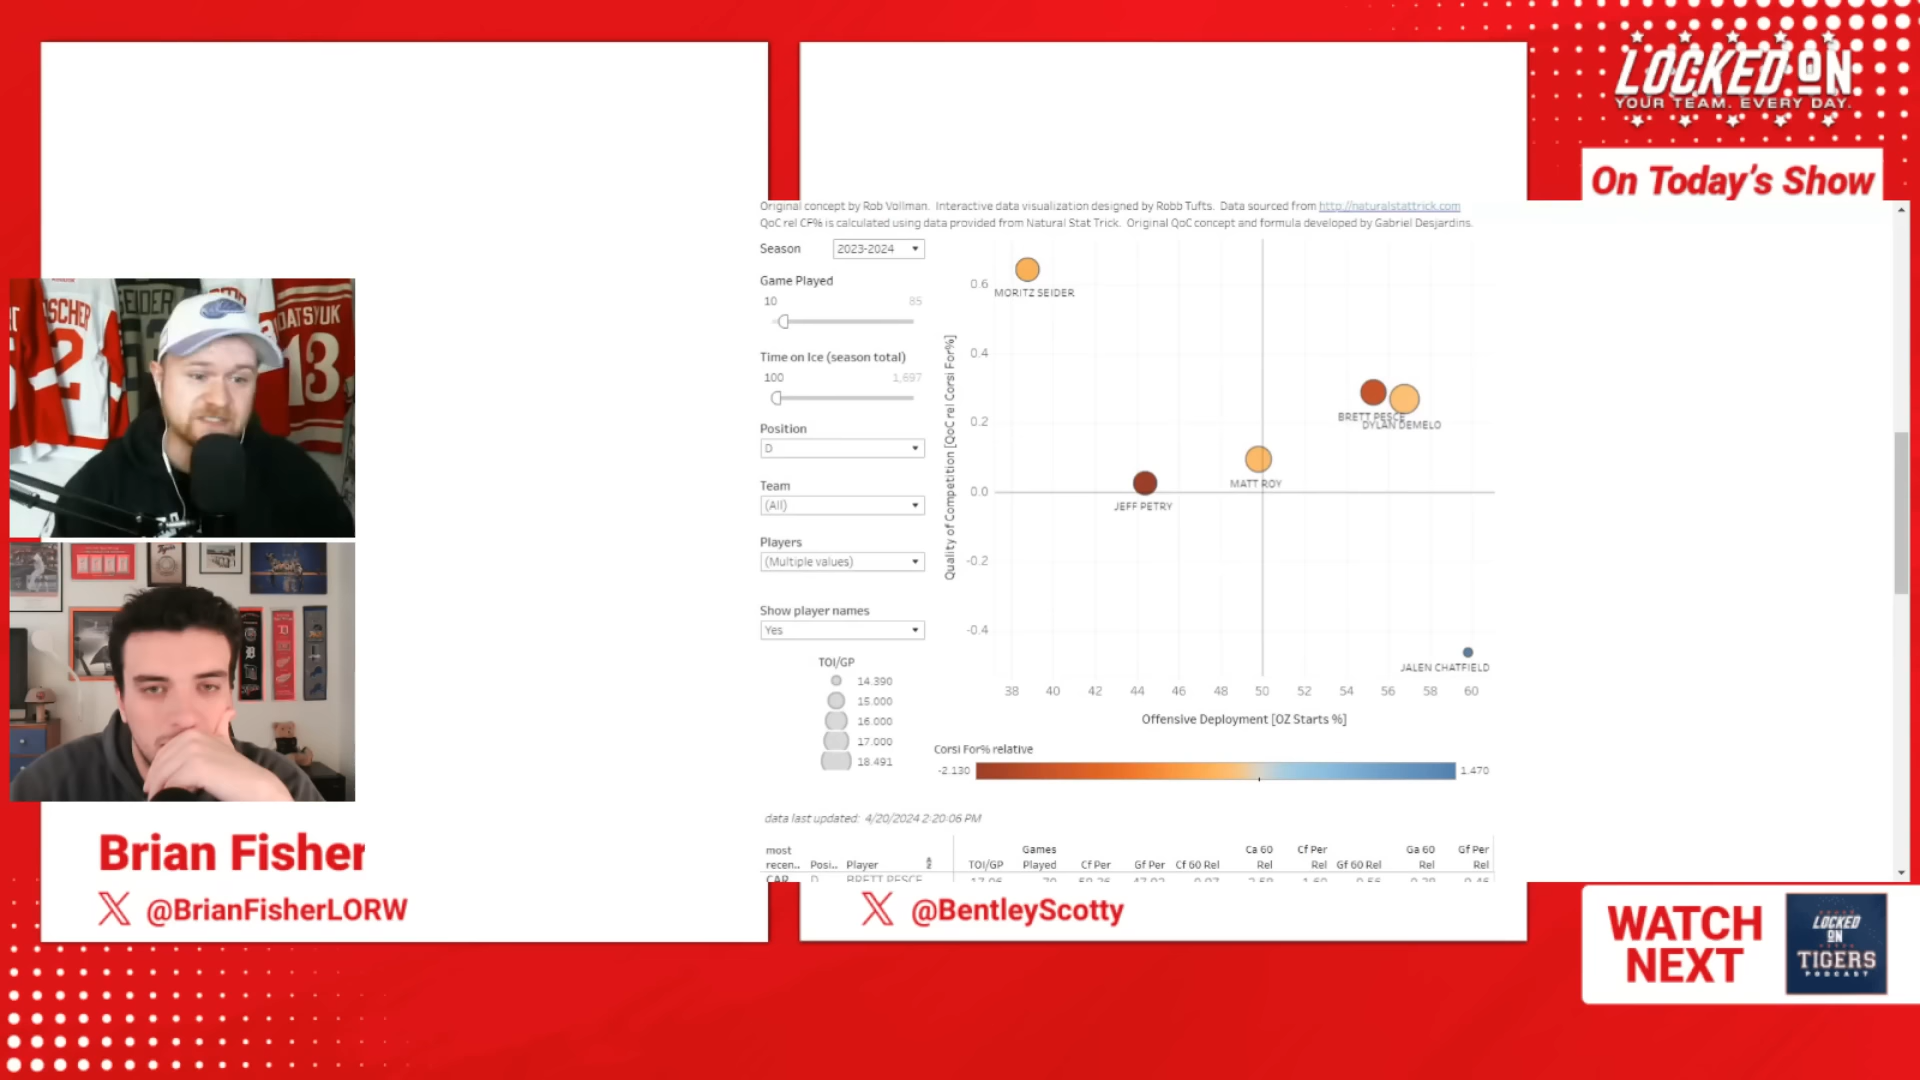 LOCKED ON
YOUR TEAM. EVERY DAY.
On Today's Show
Original concept by Rob Vollman. Interactive data visualization designed by Robb Tufts. Data sourced from http://naturalstattrick.com
QoC rel CF% is calculated using data provided from Natural Stat Trick. Original QoC concept and formula developed by Gabriel Desjardins.
Season
2023-2024
Game Played
10
85
Time on Ice (season total)
100
1,697
Position
D
Team
(All)
Players
(Multiple values)
Show player names
Yes
TOI/GP
14.390
15.000
16.000
17.000
18.491
Quality of Competition [QoC rel Corsi For%]
0.6
0.4
0.2
0.0
-0.2
-0.4
MORITZ SEIDER
BRETT PESCE
DYLAN DEMELO
MATT ROY
JEFF PETRY
JALEN CHATFIELD
38 40 42 44 46 48 50 52 54 56 58 60
Offensive Deployment [OZ Starts %]
Corsi For% relative
-2.130
1.470
data last updated: 4/20/2024 2:20:06 PM
most recen.. Posi.. Player TOI/GP Games Played Cf Per Gf Per Cf 60 Rel Ca 60 Rel Cf Per Rel Gf 60 Rel Ga 60 Rel Gf Per Rel
CAR D BRETT PESCE
SCHER
2
EIDER
DATSYUK
13
Brian Fisher
@BrianFisherLORW
@BentleyScotty
WATCH
NEXT
LOCKED
ON
TIGERS
PODCAST